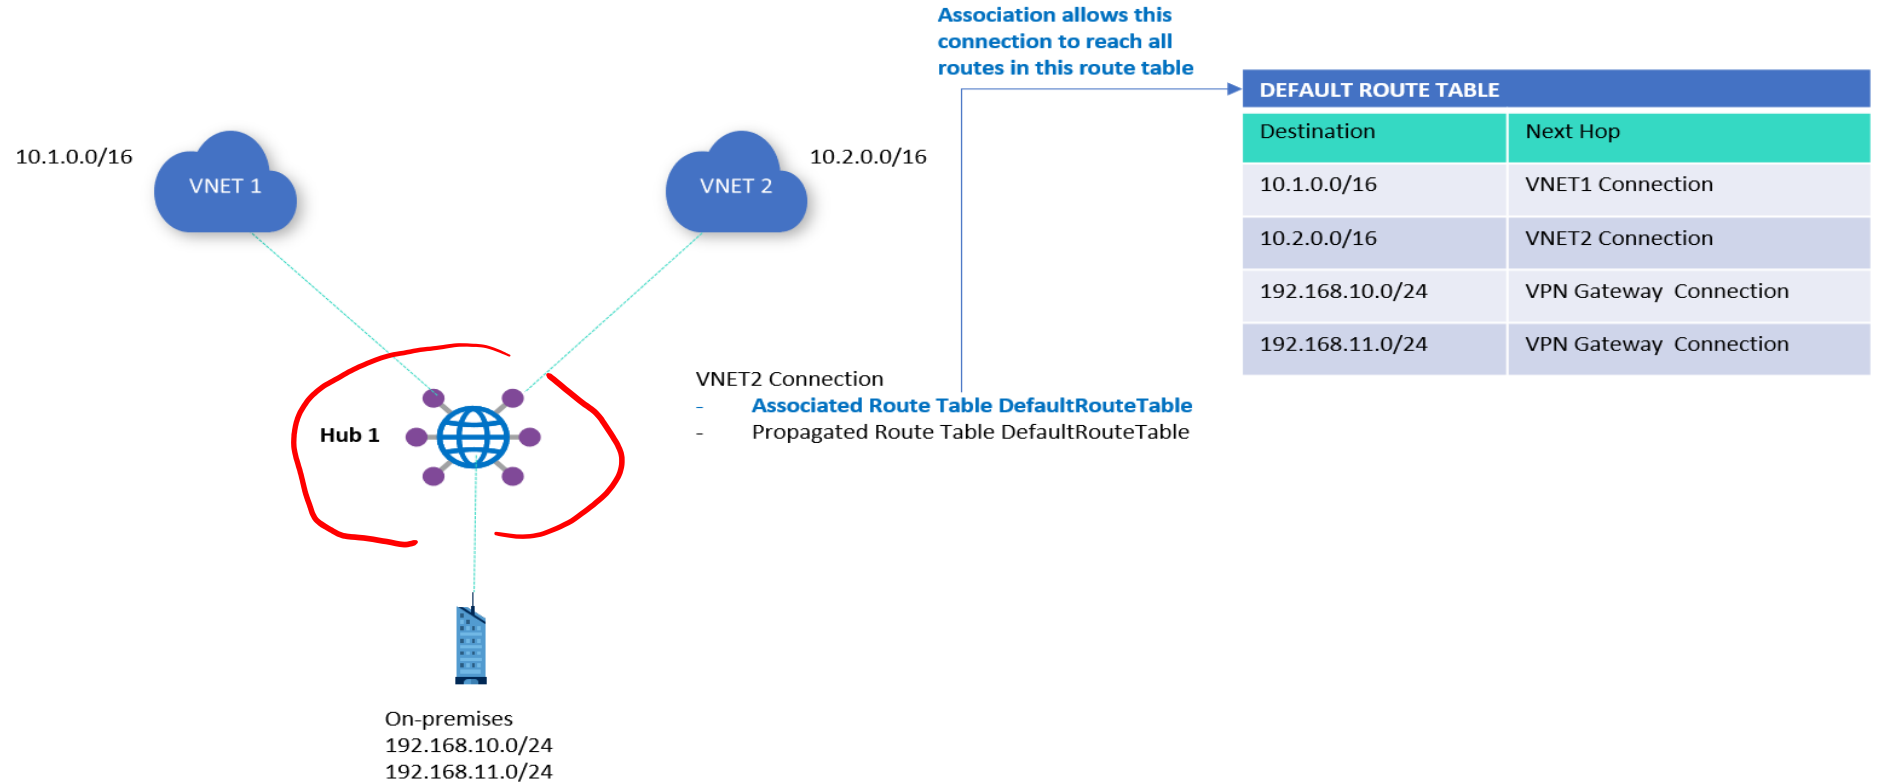 Association allows this
connection to reach all
routes in this route table
10.1.0.0/16
VNET 1
VNET 2
10.2.0.0/16
DEFAULT ROUTE TABLE
Destination Next Hop
10.1.0.0/16 VNET1 Connection
10.2.0.0/16 VNET2 Connection
192.168.10.0/24 VPN Gateway Connection
192.168.11.0/24 VPN Gateway Connection
Hub 1
VNET2 Connection
- Associated Route Table DefaultRouteTable
- Propagated Route Table DefaultRouteTable
On-premises
192.168.10.0/24
192.168.11.0/24